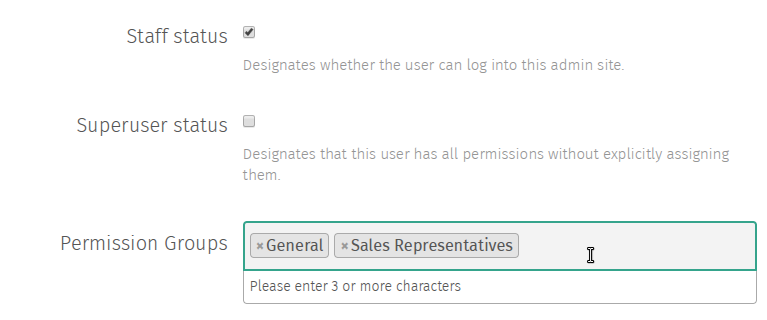 Staff status
Designates whether the user can log into this admin site.
Superuser status
Designates that this user has all permissions without explicitly assigning
them.
Permission Groups
× General × Sales Representatives
Please enter 3 or more characters